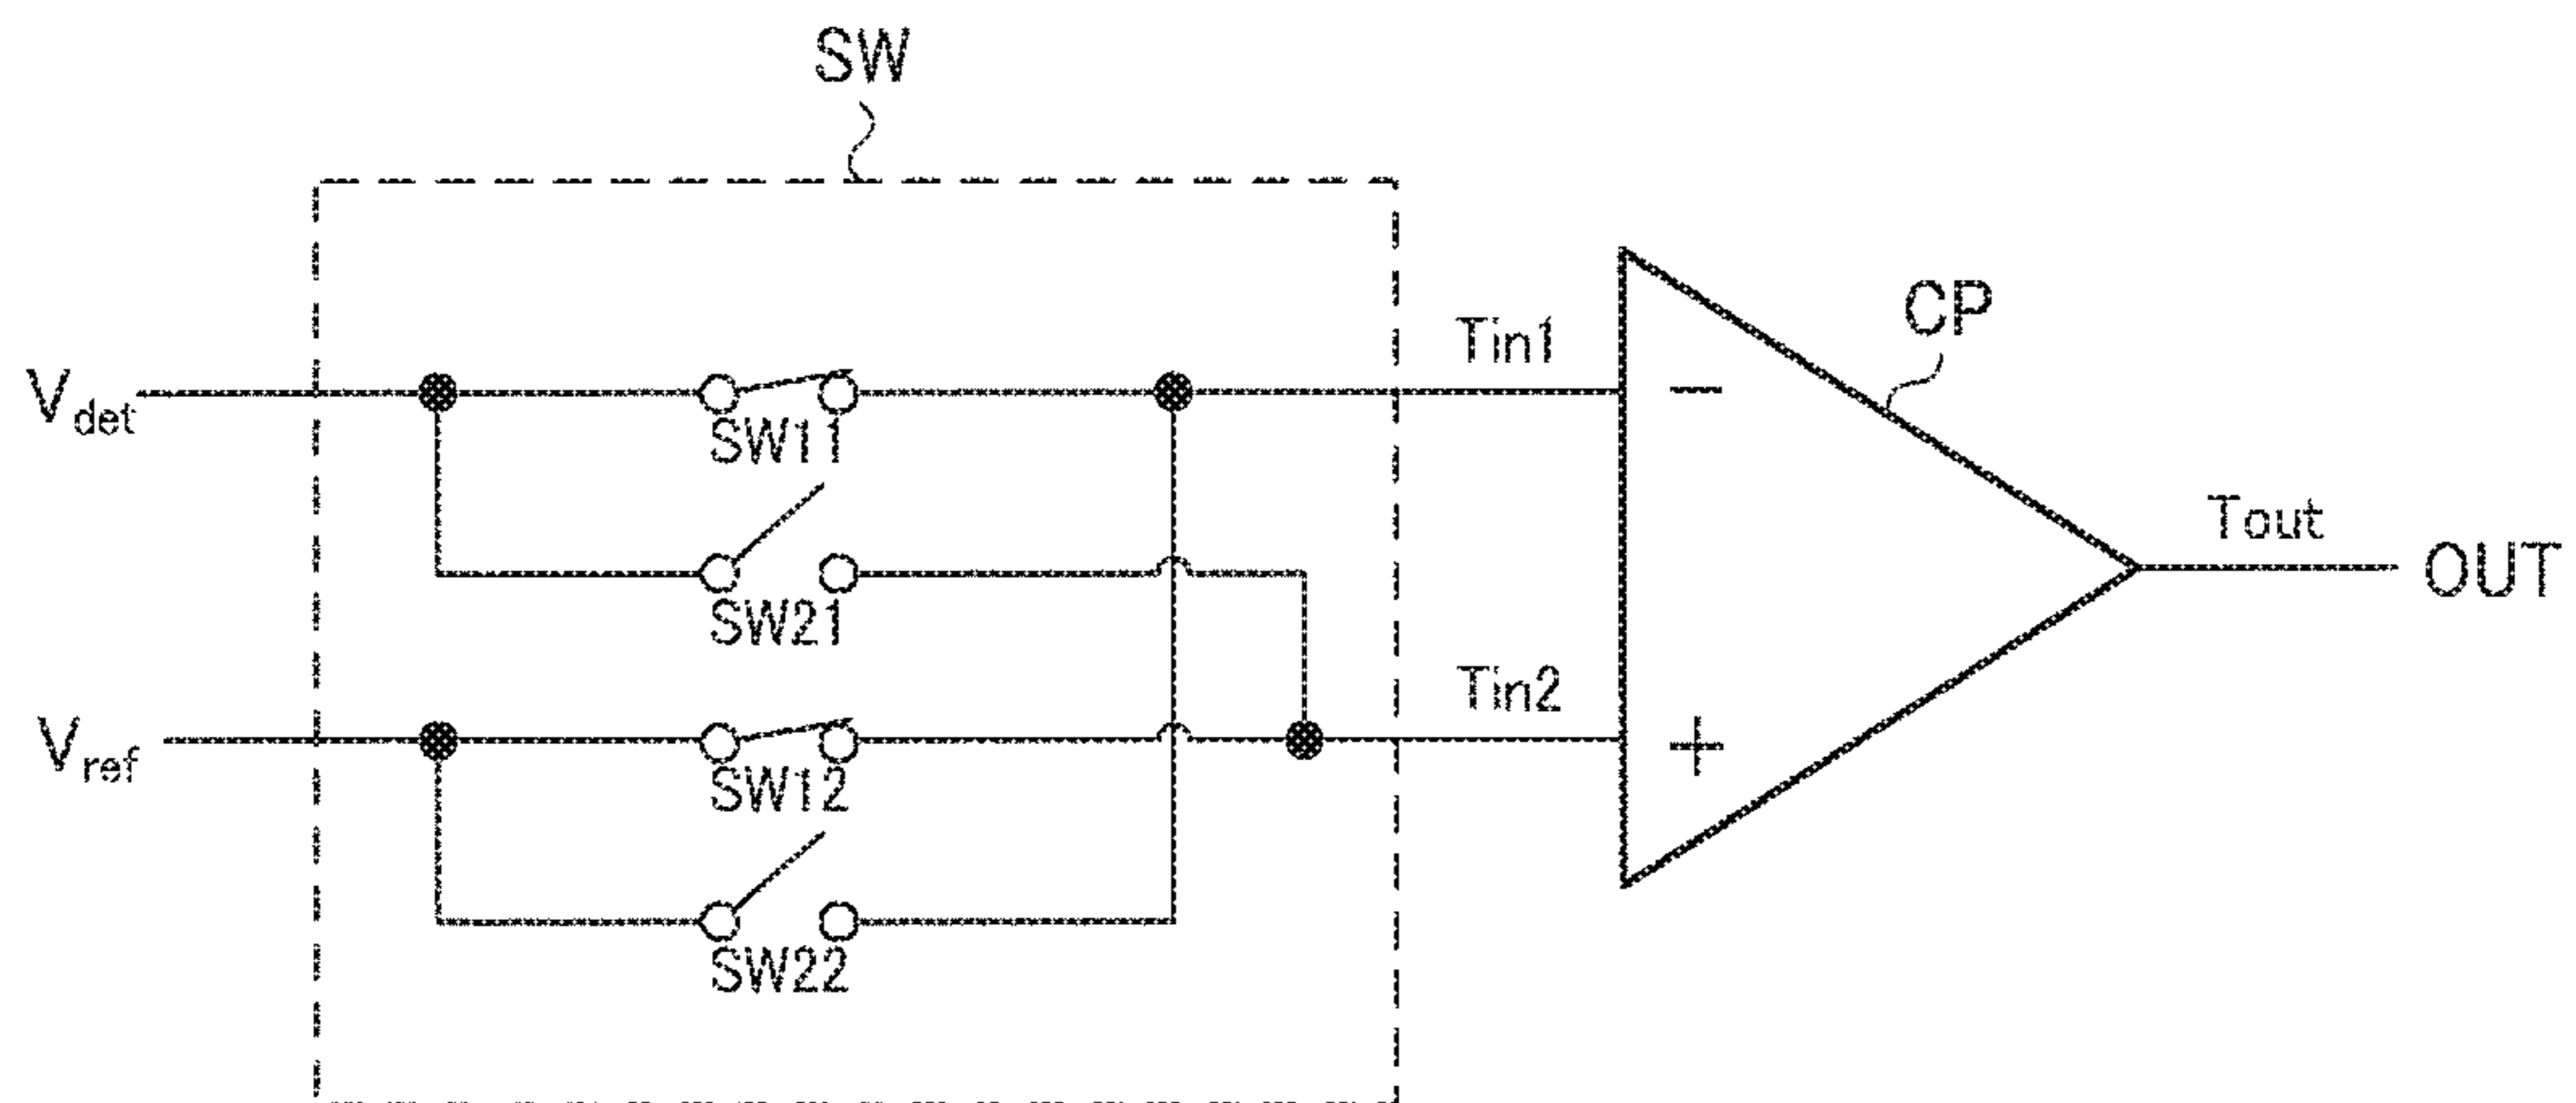 SW
CP
Tin1
−
Vdet
SW11
Tout
OUT
SW21
Tin2
Vref
+
SW12
SW22